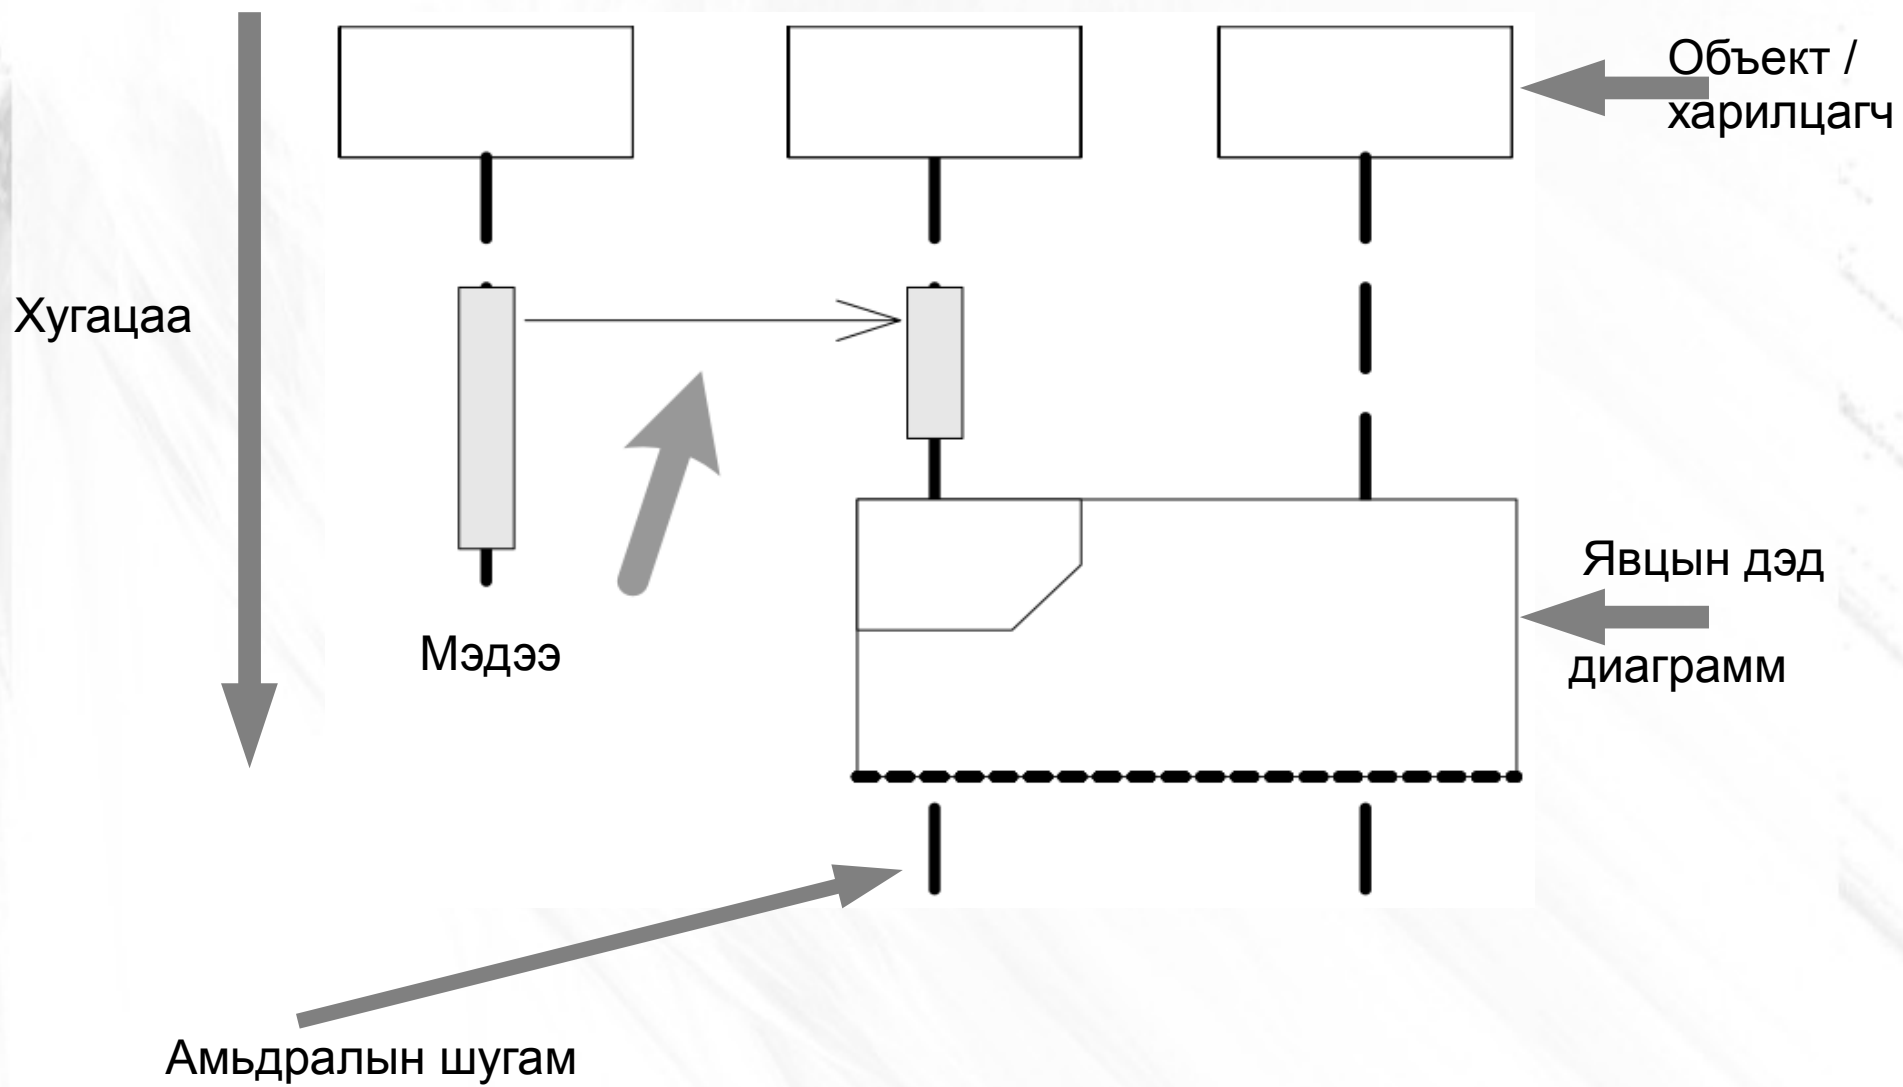 Объект /
харилцагч
Хугацаа
Явцын дэд
диаграмм
Мэдээ
Амьдралын шугам